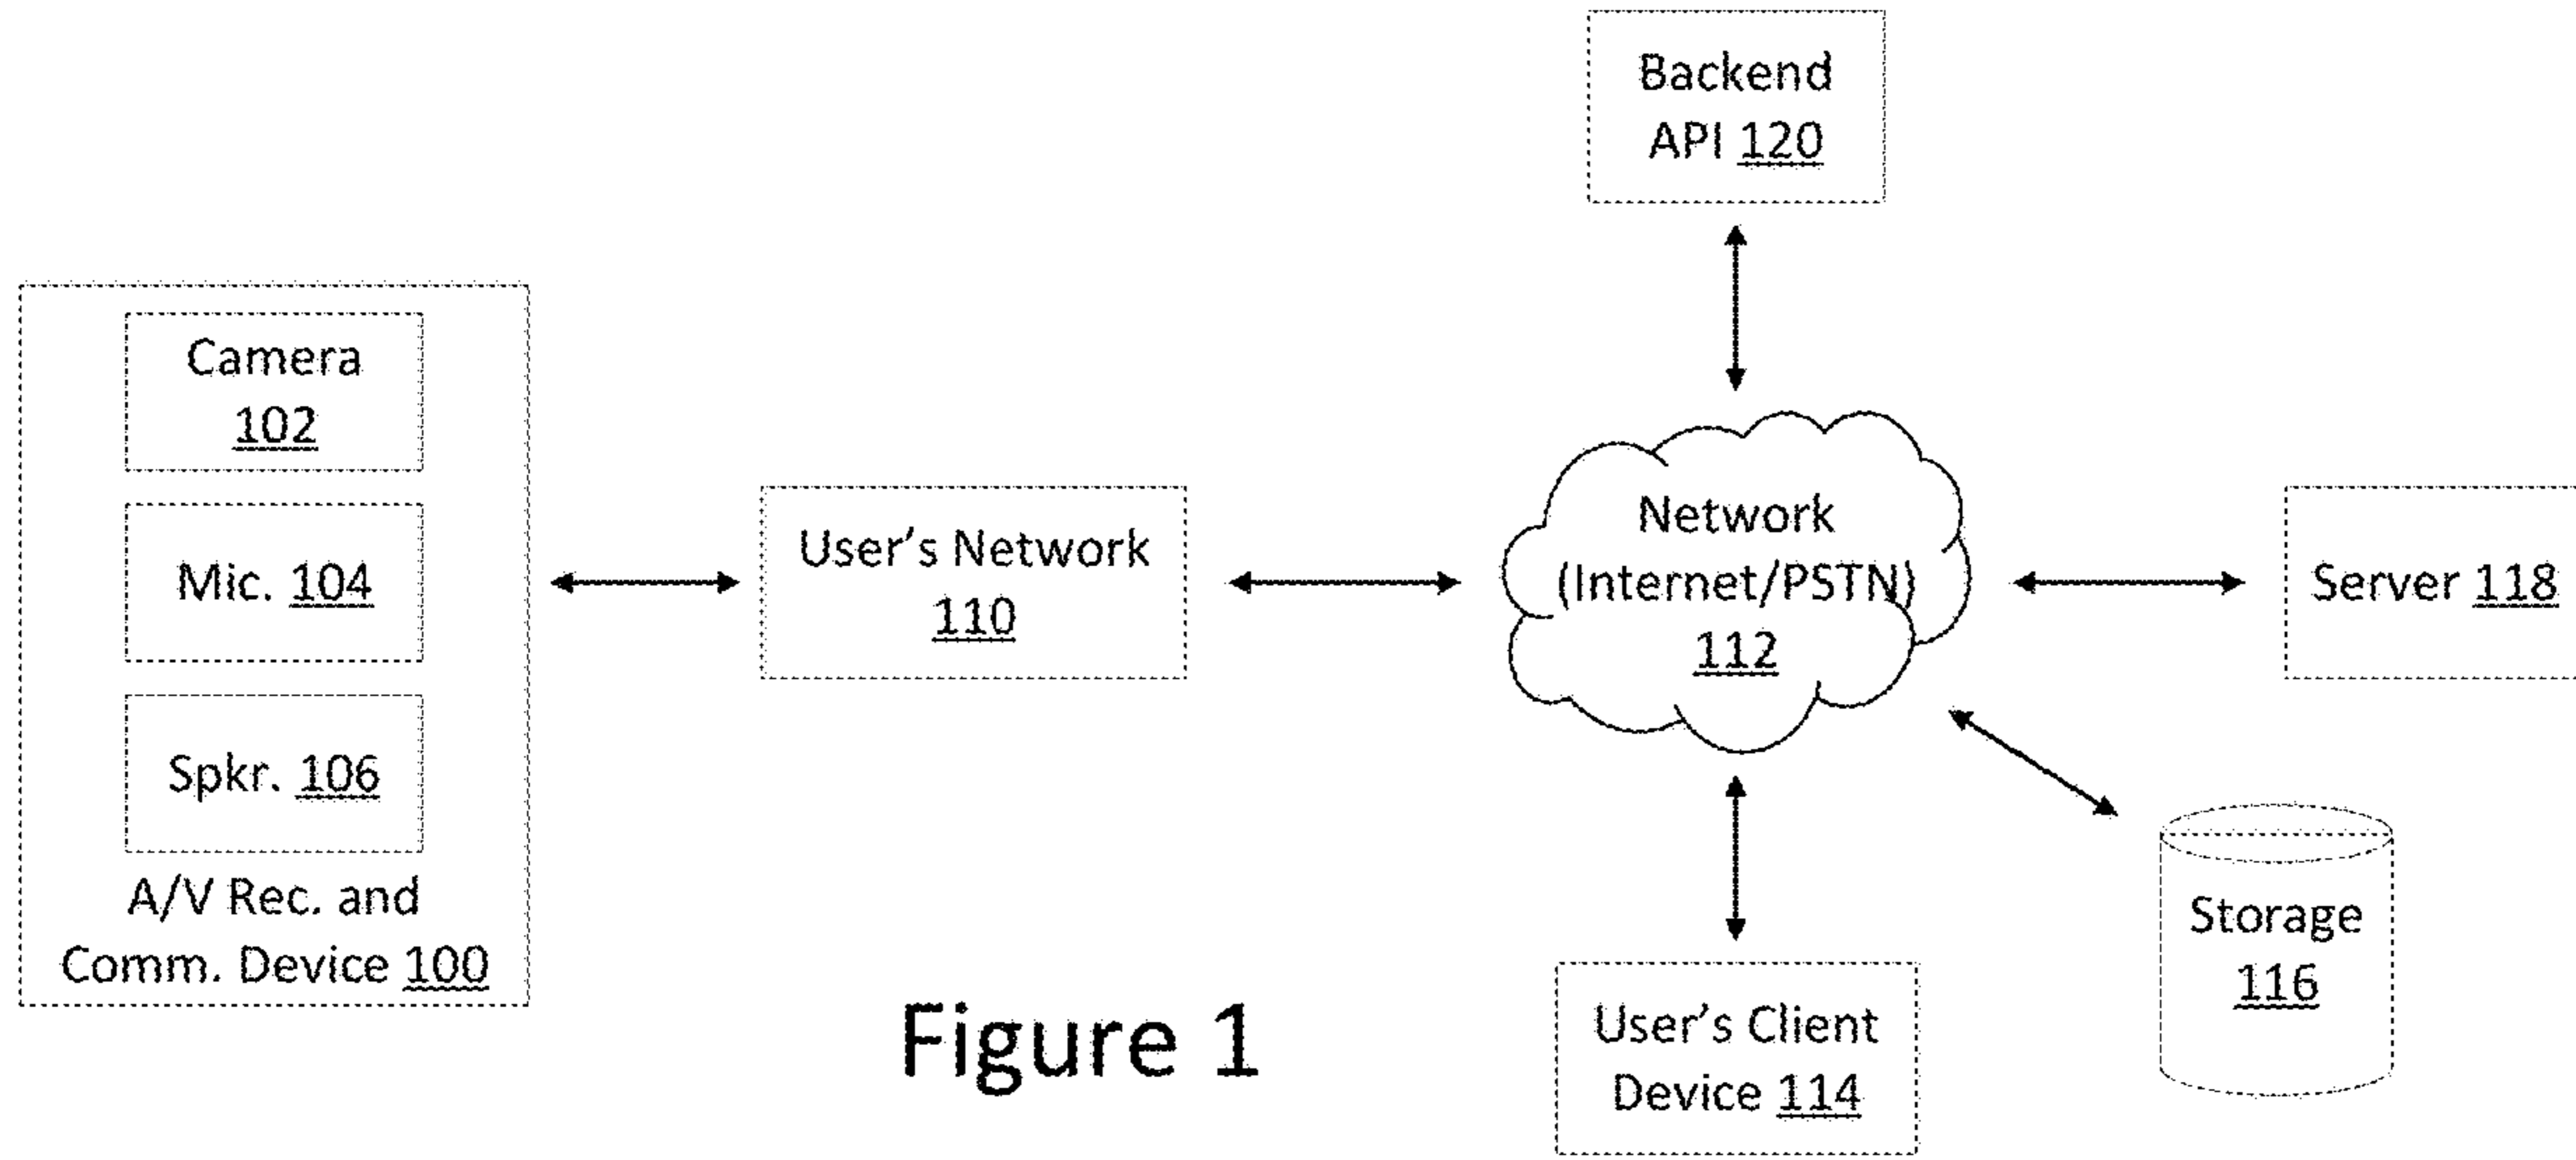 Backend
API 120
Camera
102
Mic. 104
Spkr. 106
A/V Rec. and
Comm. Device 100
User's Network
110
Network
(Internet/PSTN)
112
Server 118
Storage
116
User's Client
Device 114
Figure 1